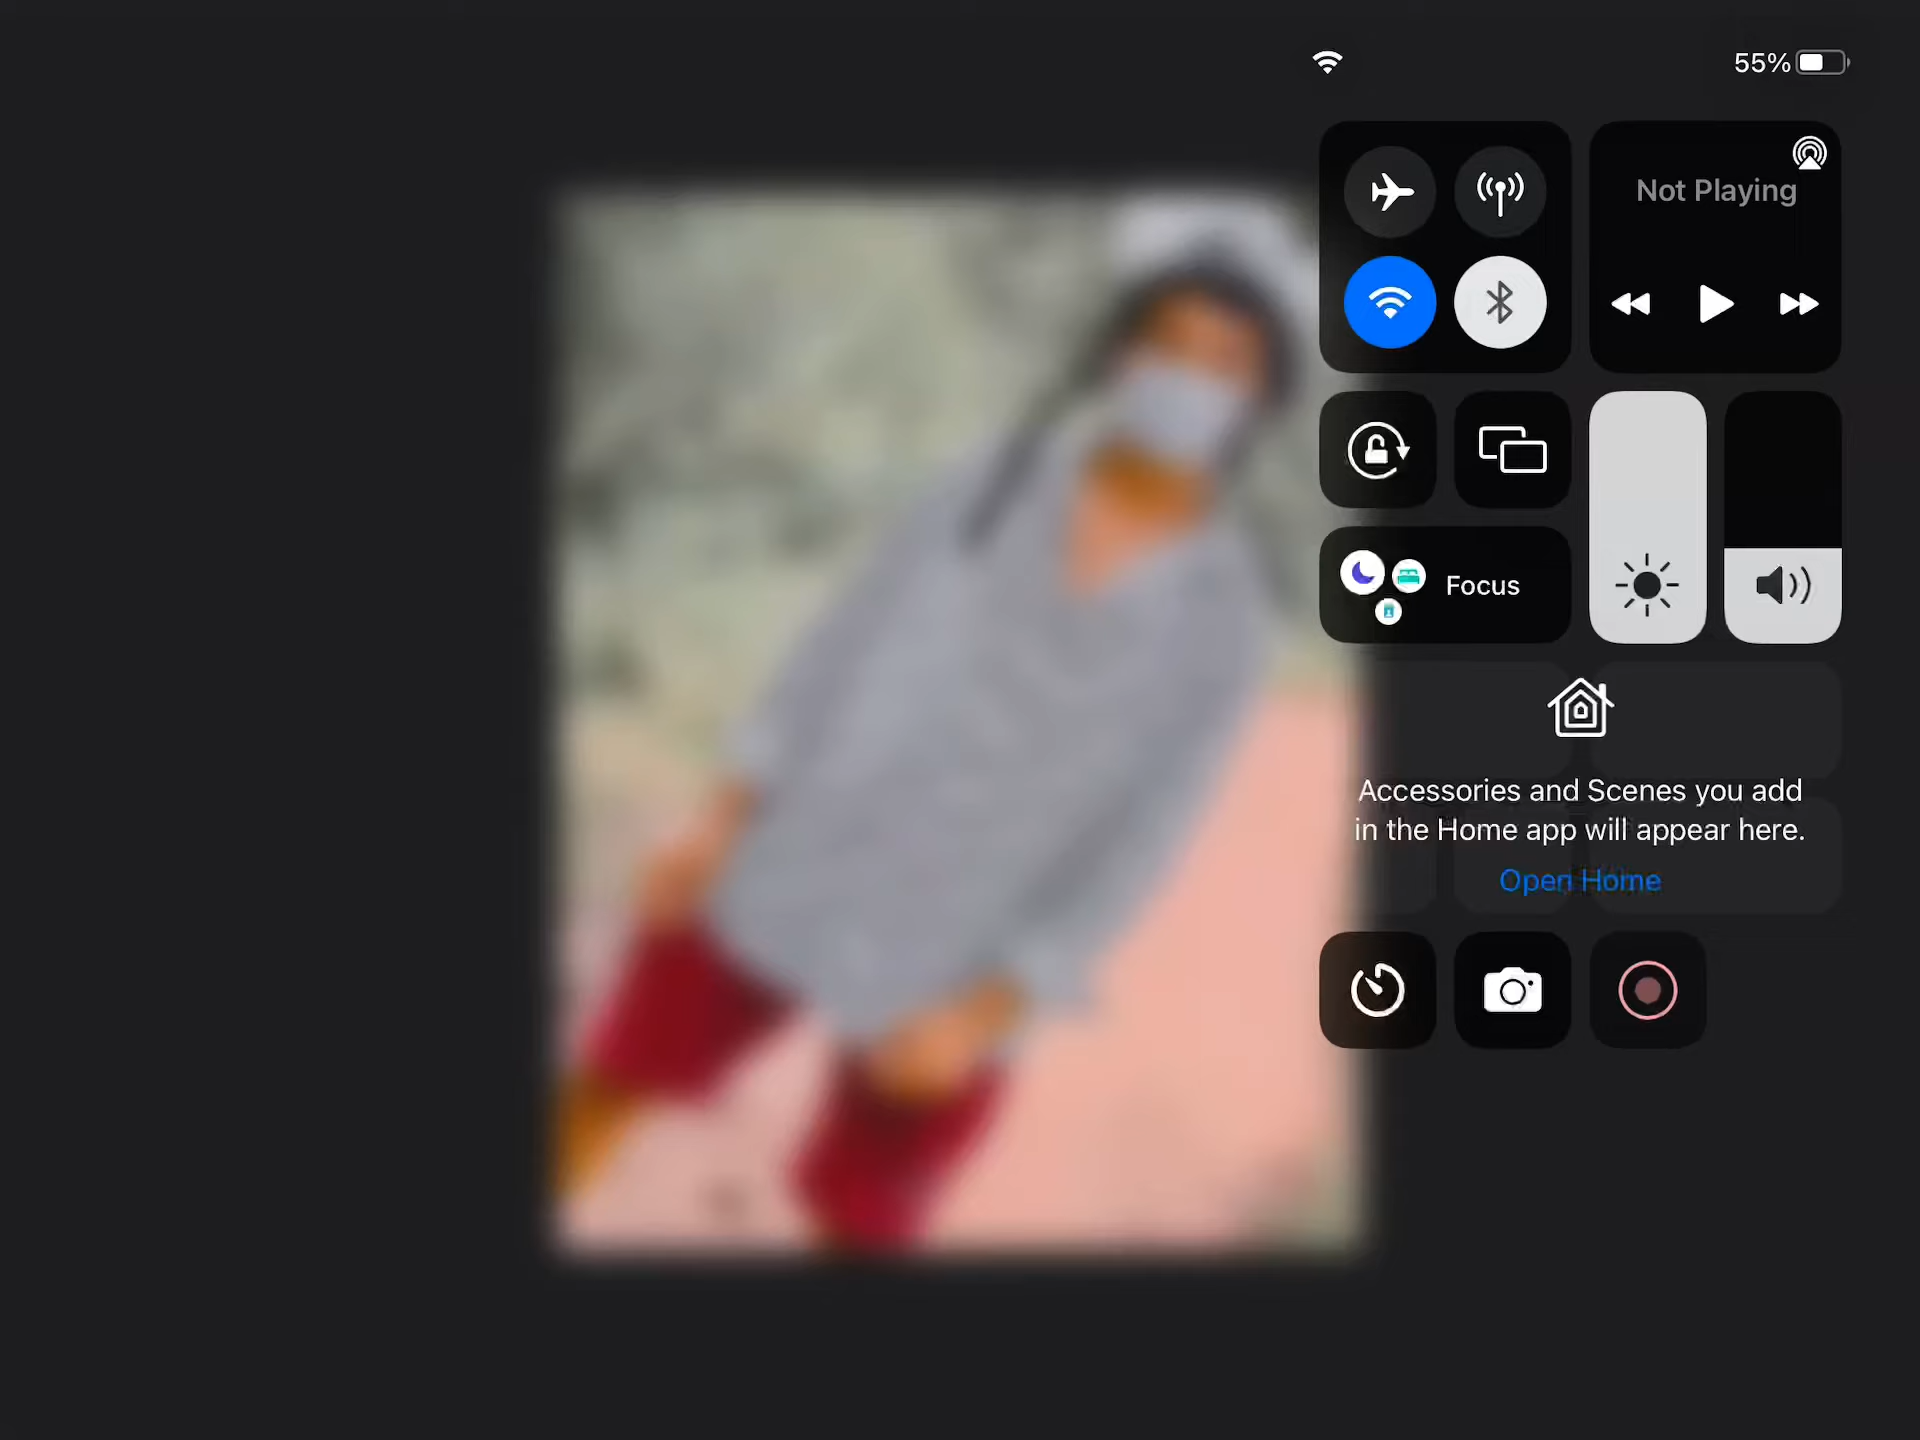 55%
Not Playing
Focus
Accessories and Scenes you add
in the Home app will appear here.
Open Home